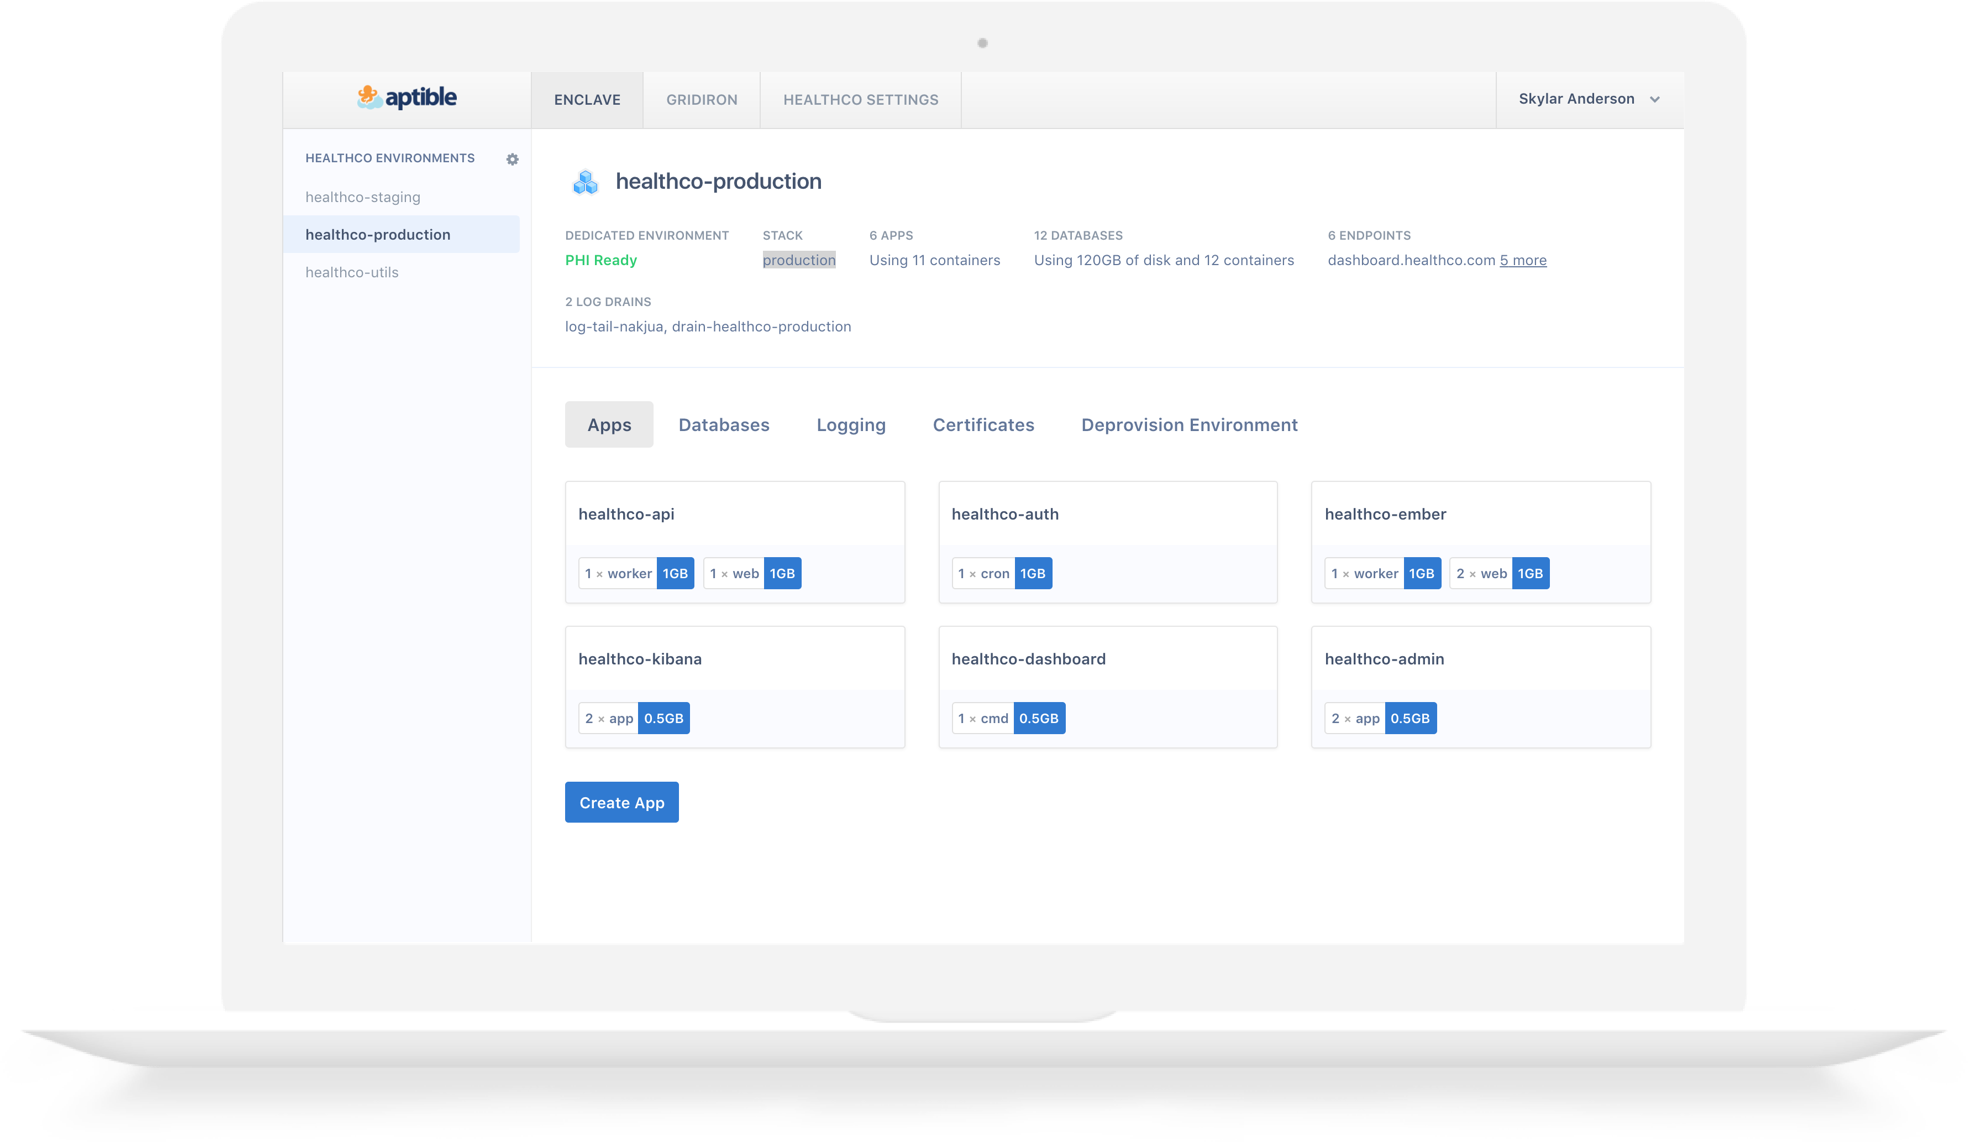 aptible
ENCLAVE
GRIDIRON
HEALTHCO SETTINGS
Skylar Anderson
HEALTHCO ENVIRONMENTS
healthco-staging
healthco-production
healthco-utils
healthco-production
DEDICATED ENVIRONMENT
PHI Ready
STACK
production
6 APPS
Using 11 containers
12 DATABASES
Using 120GB of disk and 12 containers
6 ENDPOINTS
dashboard.healthco.com 5 more
2 LOG DRAINS
log-tail-nakjua, drain-healthco-production
Apps
Databases
Logging
Certificates
Deprovision Environment
healthco-api
1 × worker 1GB 1 × web 1GB
healthco-auth
1 × cron 1GB
healthco-ember
1 × worker 1GB 2 × web 1GB
healthco-kibana
2 × app 0.5GB
healthco-dashboard
1 × cmd 0.5GB
healthco-admin
2 × app 0.5GB
Create App